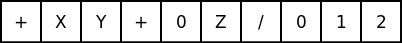 + X Y + 0 Z / 0 1 2